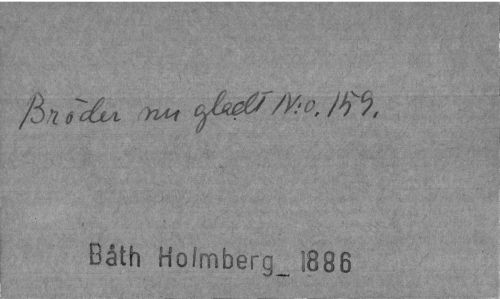 Bröder nu gladt N:o. 159.
Båth Holmberg_ 1886